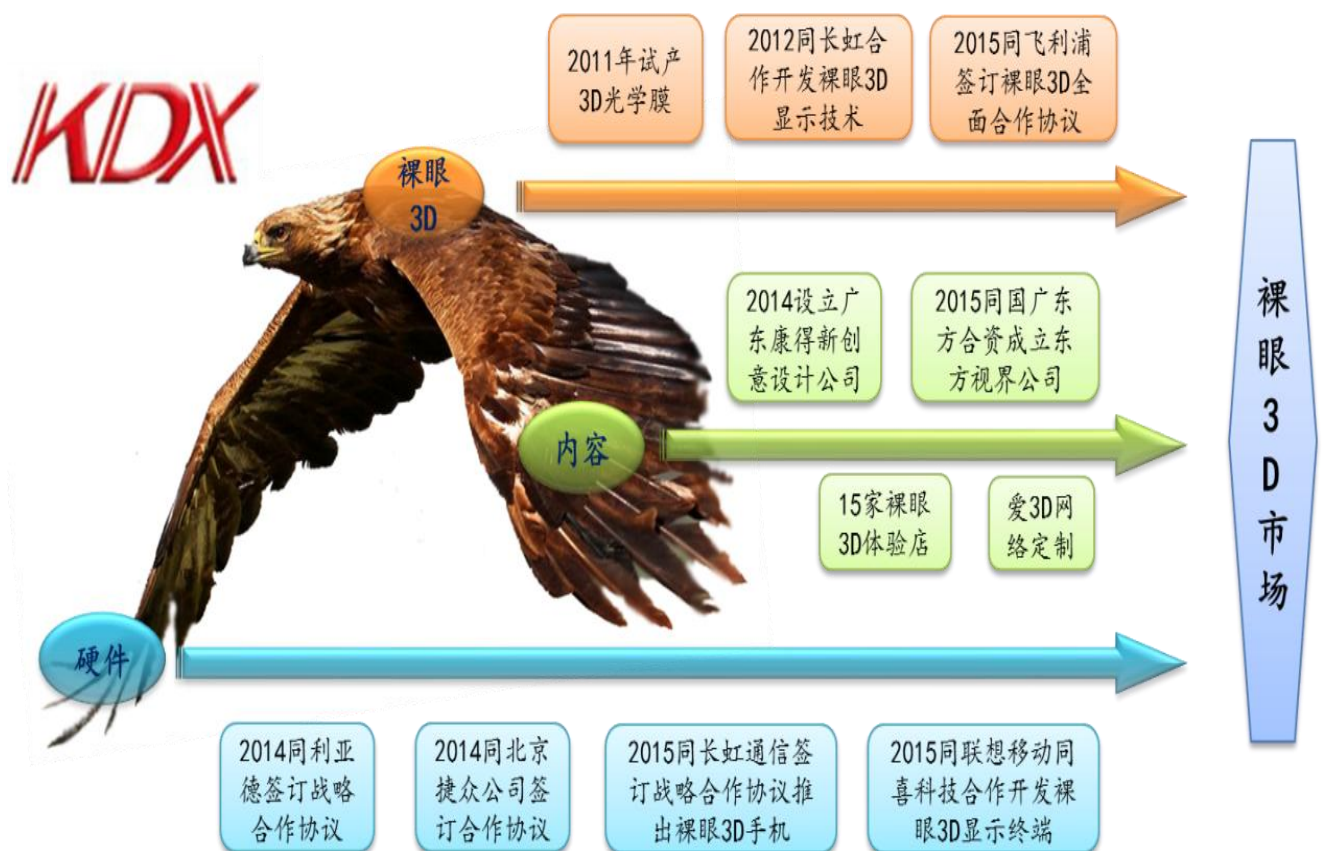 KDX
2011年试产
3D光学膜
2012同长虹合
作开发裸眼3D
显示技术
2015同飞利浦
签订裸眼3D全
面合作协议
裸眼
3D
2014设立广
东康得新创
意设计公司
2015同国广东
方合资成立东
方视界公司
内容
15家裸眼
3D体验店
爱3D网
络定制
硬件
2014同利亚
德签订战略
合作协议
2014同北京
捷众公司签
订合作协议
2015同长虹通信签
订战略合作协议推
出裸眼3D手机
2015同联想移动同
喜科技合作开发裸
眼3D显示终端
裸
眼
3
D
市
场